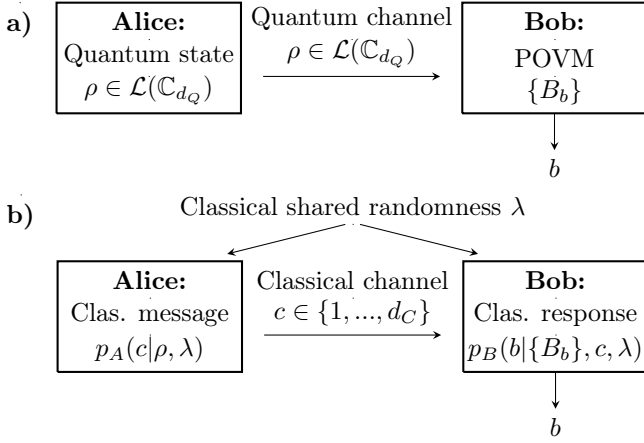 a)
Alice:
Quantum state
ρ ∈ 𝓛(ℂ_{d_Q})
Quantum channel
ρ ∈ 𝓛(ℂ_{d_Q})
Bob:
POVM
{B_b}
b
b)
Classical shared randomness λ
Alice:
Clas. message
p_A(c|ρ, λ)
Classical channel
c ∈ {1, ..., d_C}
Bob:
Clas. response
p_B(b|{B_b}, c, λ)
b